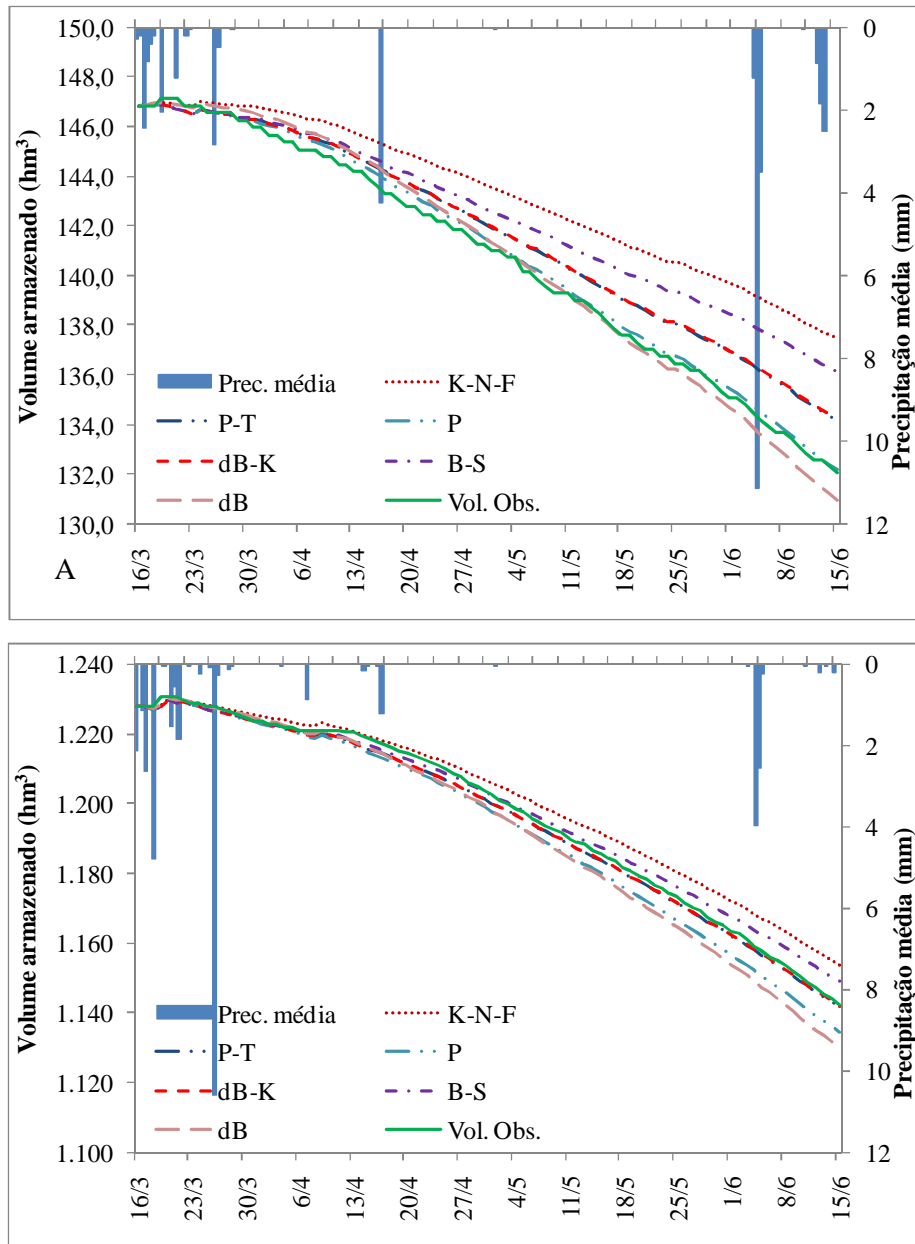 Volume armazenado (hm³)
150,0
148,0
146,0
144,0
142,0
140,0
138,0
136,0
134,0
132,0
130,0
0
2
4
6
8
10
12
Precipitação média (mm)
Prec. média
K-N-F
P-T
P
dB-K
B-S
dB
Vol. Obs.
A
16/3
23/3
30/3
6/4
13/4
20/4
27/4
4/5
11/5
18/5
25/5
1/6
8/6
15/6
Volume armazenado (hm³)
1.240
1.220
1.200
1.180
1.160
1.140
1.120
1.100
0
2
4
6
8
10
12
Precipitação média (mm)
Prec. média
K-N-F
P-T
P
dB-K
B-S
dB
Vol. Obs.
16/3
23/3
30/3
6/4
13/4
20/4
27/4
4/5
11/5
18/5
25/5
1/6
8/6
15/6